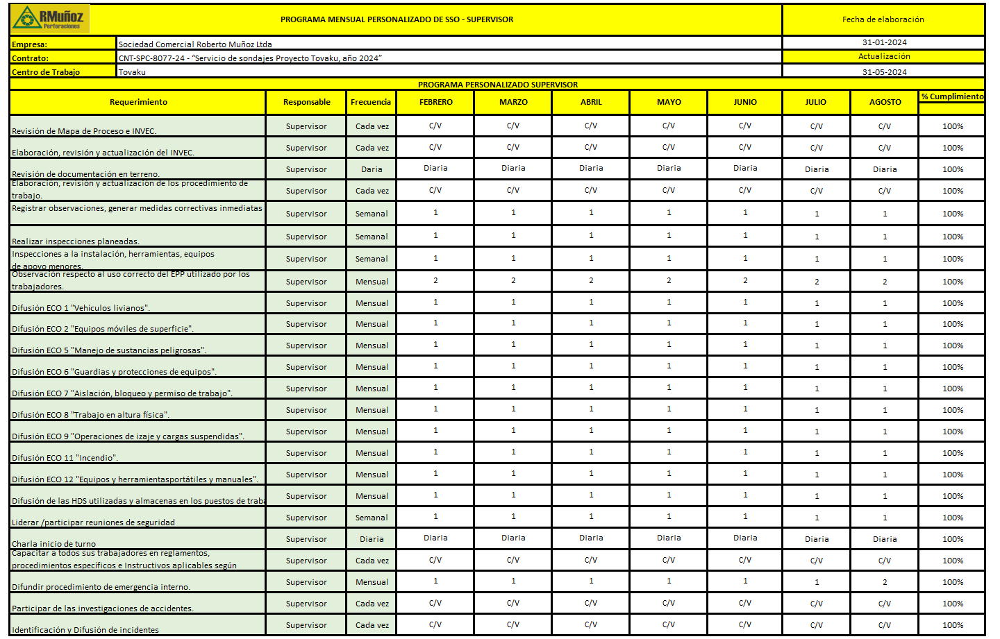 RMuñoz
Perforaciones
PROGRAMA MENSUAL PERSONALIZADO DE SSO - SUPERVISOR
Fecha de elaboración
Empresa: Sociedad Comercial Roberto Muñoz Ltda 31-01-2024
Contrato: CNT-SPC-8077-24 - “Servicio de sondajes Proyecto Tovaku, año 2024” Actualización
Centro de Trabajo Tovaku 31-05-2024
PROGRAMA PERSONALIZADO SUPERVISOR
Requerimiento Responsable Frecuencia FEBRERO MARZO ABRIL MAYO JUNIO JULIO AGOSTO % Cumplimiento
Revisión de Mapa de Proceso e INVEC. Supervisor Cada vez C/V C/V C/V C/V C/V C/V C/V 100%
Elaboración, revisión y actualización del INVEC. Supervisor Cada vez C/V C/V C/V C/V C/V C/V C/V 100%
Revisión de documentación en terreno. Supervisor Daria Diaria Diaria Diaria Diaria Diaria Diaria Diaria 100%
Elaboración, revisión y actualización de los procedimiento de
trabajo. Supervisor Cada vez C/V C/V C/V C/V C/V C/V C/V 100%
Registrar observaciones, generar medidas correctivas inmediatas Supervisor Semanal 1 1 1 1 1 1 1 100%
Realizar inspecciones planeadas. Supervisor Semanal 1 1 1 1 1 1 1 100%
Inspecciones a la instalación, herramientas, equipos
de apoyo menores. Supervisor Semanal 1 1 1 1 1 1 1 100%
Observación respecto al uso correcto del EPP utilizado por los
trabajadores. Supervisor Mensual 2 2 2 2 2 2 2 100%
Difusión ECO 1 "Vehículos livianos". Supervisor Mensual 1 1 1 1 1 1 1 100%
Difusión ECO 2 "Equipos móviles de superficie". Supervisor Mensual 1 1 1 1 1 1 1 100%
Difusión ECO 5 "Manejo de sustancias peligrosas". Supervisor Mensual 1 1 1 1 1 1 1 100%
Difusión ECO 6 "Guardias y protecciones de equipos". Supervisor Mensual 1 1 1 1 1 1 1 100%
Difusión ECO 7 "Aislación, bloqueo y permiso de trabajo". Supervisor Mensual 1 1 1 1 1 1 1 100%
Difusión ECO 8 "Trabajo en altura física". Supervisor Mensual 1 1 1 1 1 1 1 100%
Difusión ECO 9 "Operaciones de izaje y cargas suspendidas". Supervisor Mensual 1 1 1 1 1 1 1 100%
Difusión ECO 11 "Incendio". Supervisor Mensual 1 1 1 1 1 1 1 100%
Difusión ECO 12 "Equipos y herramientasportátiles y manuales". Supervisor Mensual 1 1 1 1 1 1 1 100%
Difusión de las HDS utilizadas y almacenas en los puestos de traba Supervisor Mensual 1 1 1 1 1 1 1 100%
Liderar /participar reuniones de seguridad Supervisor Semanal 1 1 1 1 1 1 1 100%
Charla inicio de turno Supervisor Diaria Diaria Diaria Diaria Diaria Diaria Diaria Diaria 100%
Capacitar a todos sus trabajadores en reglamentos,
procedimientos específicos e Instructivos aplicables según Supervisor Cada vez C/V C/V C/V C/V C/V C/V C/V 100%
Difundir procedimiento de emergencia interno. Supervisor Mensual 1 1 1 1 1 1 2 100%
Participar de las investigaciones de accidentes. Supervisor Cada vez C/V C/V C/V C/V C/V C/V C/V 100%
Identificación y Difusión de incidentes Supervisor Cada vez C/V C/V C/V C/V C/V C/V C/V 100%